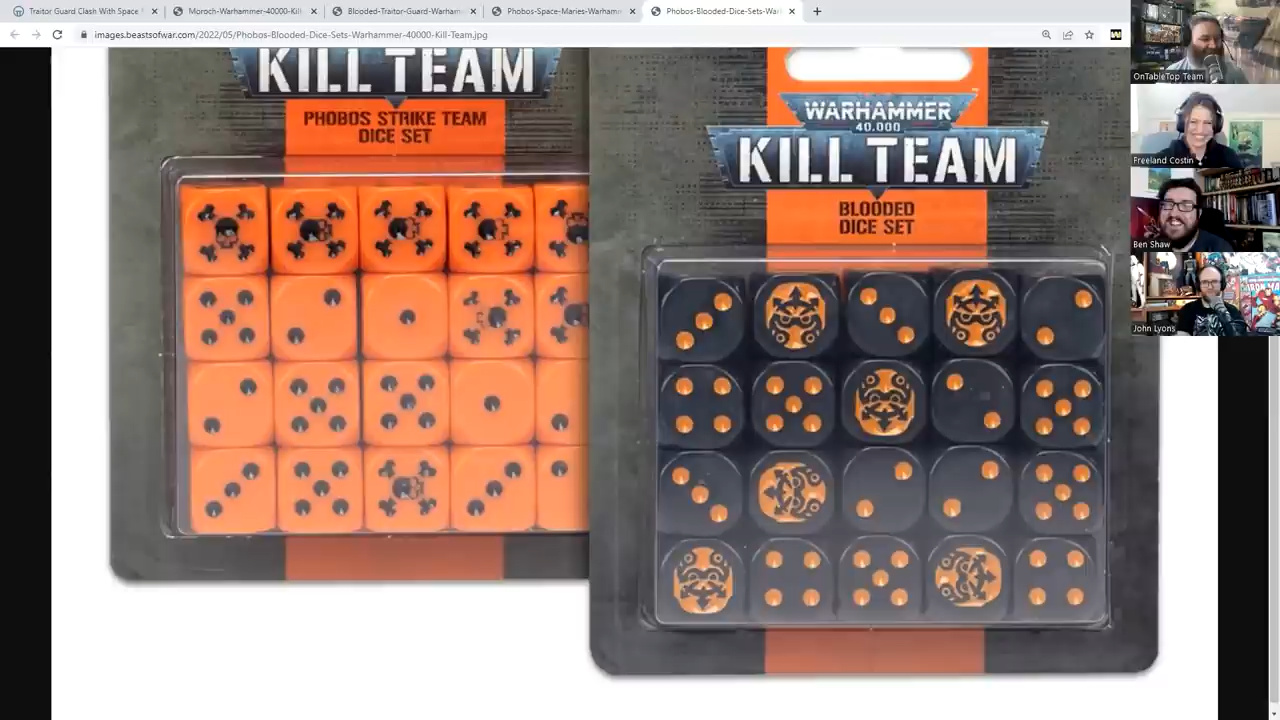 Traitor Guard Clash With Space
Moroch-Warhammer-40000-Kill-
Blooded-Traitor-Guard-Warham
Phobos-Space-Maries-Warhamm
Phobos-Blooded-Dice-Sets-War
images.beastsofwar.com/2022/05/Phobos-Blooded-Dice-Sets-Warhammer-40000-Kill-Team.jpg
KILL TEAM
PHOBOS STRIKE TEAM
DICE SET
WARHAMMER
40,000
KILL TEAM
BLOODED
DICE SET
OnTableTop Team
Freeland Costin
Ben Shaw
IRON MAN
John Lyons